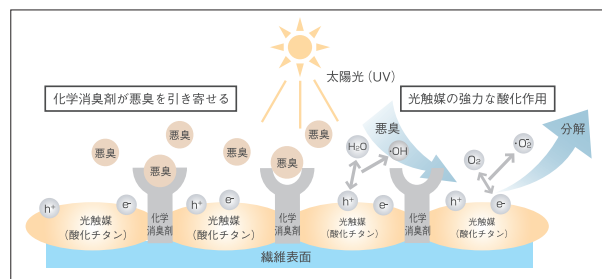 太陽光(UV)
化学消臭剤が悪臭を引き寄せる
光触媒の強力な酸化作用
悪臭
悪臭
悪臭
悪臭
悪臭
悪臭
悪臭
分解
H₂O
·OH
O₂
·O₂⁻
h⁺
e⁻
h⁺
e⁻
h⁺
e⁻
h⁺
e⁻
光触媒
(酸化チタン)
化学
消臭剤
光触媒
(酸化チタン)
化学
消臭剤
光触媒
(酸化チタン)
化学
消臭剤
光触媒
(酸化チタン)
繊維表面